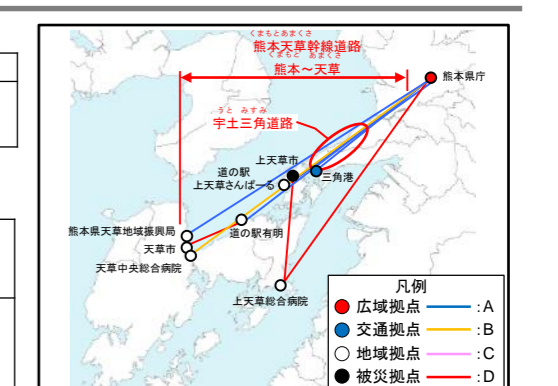 くまもとあまくさ
熊本天草幹線道路
くまもと あまくさ
熊本~天草
熊本県庁
うと みすみ
宇土三角道路
上天草市
道の駅
上天草さんぱーる
三角港
熊本県天草地域振興局
道の駅有明
天草市
天草中央総合病院
上天草総合病院
凡例
広域拠点 :A
交通拠点 :B
地域拠点 :C
被災拠点 :D